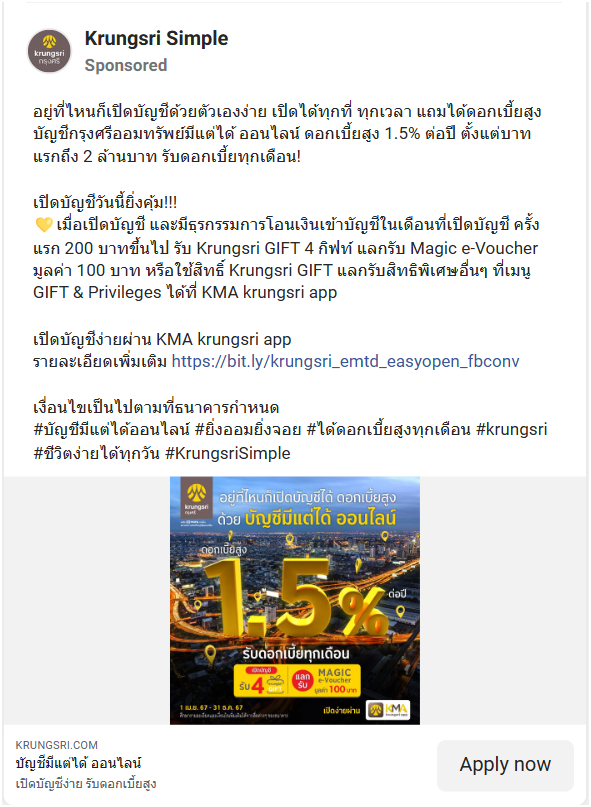 Krungsri Simple
Sponsored
krungsri
กรุงศรี
อยู่ที่ไหนก็เปิดบัญชีด้วยตัวเองง่าย เปิดได้ทุกที่ ทุกเวลา แถมได้ดอกเบี้ยสูง
บัญชีกรุงศรีออมทรัพย์มีแต่ได้ ออนไลน์ ดอกเบี้ยสูง 1.5% ต่อปี ตั้งแต่บาท
แรกถึง 2 ล้านบาท รับดอกเบี้ยทุกเดือน!
เปิดบัญชีวันนี้ยิ่งคุ้ม!!!
💛 เมื่อเปิดบัญชี และมีธุรกรรมการโอนเงินเข้าบัญชีในเดือนที่เปิดบัญชี ครั้ง
แรก 200 บาทขึ้นไป รับ Krungsri GIFT 4 กิฟท์ แลกรับ Magic e-Voucher
มูลค่า 100 บาท หรือใช้สิทธิ์ Krungsri GIFT แลกรับสิทธิพิเศษอื่นๆ ที่เมนู
GIFT & Privileges ได้ที่ KMA krungsri app
เปิดบัญชีง่ายผ่าน KMA krungsri app
รายละเอียดเพิ่มเติม https://bit.ly/krungsri_emtd_easyopen_fbconv
เงื่อนไขเป็นไปตามที่ธนาคารกำหนด
#บัญชีมีแต่ได้ออนไลน์ #ยิ่งออมยิ่งจอย #ได้ดอกเบี้ยสูงทุกเดือน #krungsri
#ชีวิตง่ายได้ทุกวัน #KrungsriSimple
krungsri
กรุงศรี
อยู่ที่ไหนก็เปิดบัญชีได้ ดอกเบี้ยสูง
ด้วย บัญชีมีแต่ได้ ออนไลน์
ดอกเบี้ยสูง
1.5% ต่อปี
รับดอกเบี้ยทุกเดือน
เปิดบัญชี
รับ 4 GIFT
แลกรับ
MAGIC
e-Voucher
มูลค่า 100 บาท
1 เม.ย. 67 - 31 ธ.ค. 67
เปิดง่ายผ่าน KMA
krungsri app
KRUNGSRI.COM
บัญชีมีแต่ได้ ออนไลน์
เปิดบัญชีง่าย รับดอกเบี้ยสูง
Apply now